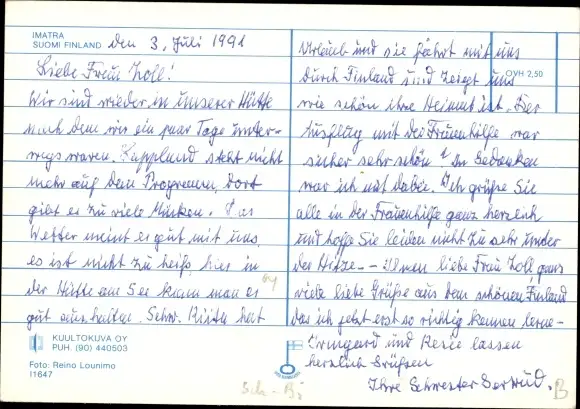 IMATRA
SUOMI FINLAND
den 3. Juli 1991
Liebe Frau Zoll!
Wir sind wieder in unserer Hütte
nach dem wir ein paar Tage unter-
wegs waren. Lappland steht nicht
mehr auf dem Programm, dort
gibt es zu viele Mücken. Das
Wetter meint es gut mit uns,
es ist nicht zu heiß, hier in
der Hütte am See kann man es
gut aushalten. Schw. Riitta hat
KUULTOKUVA OY
PUH. (90) 440503
Foto: Reino Lounimo
I1647
Urlaub und sie fährt mit uns
durch Finland und zeigt uns
OVH 2,50
wie schön ihre Heimat ist. Der
Ausflug mit der Frauenhilfe war
sicher sehr schön! In Gedanken
war ich mit dabei. Ich grüße Sie
alle in der Frauenhilfe ganz herzlich
und hoffe Sie leiden nicht zu sehr unter
der Hitze. - Ihnen liebe Frau Zoll, ganz
viele liebe Grüße aus dem schönen Finland
das ich jetzt erst so richtig kennen lerne -
Irmgard und Renie lassen
herzlich Grüßen
Ihre Schwester Gertrud.
B